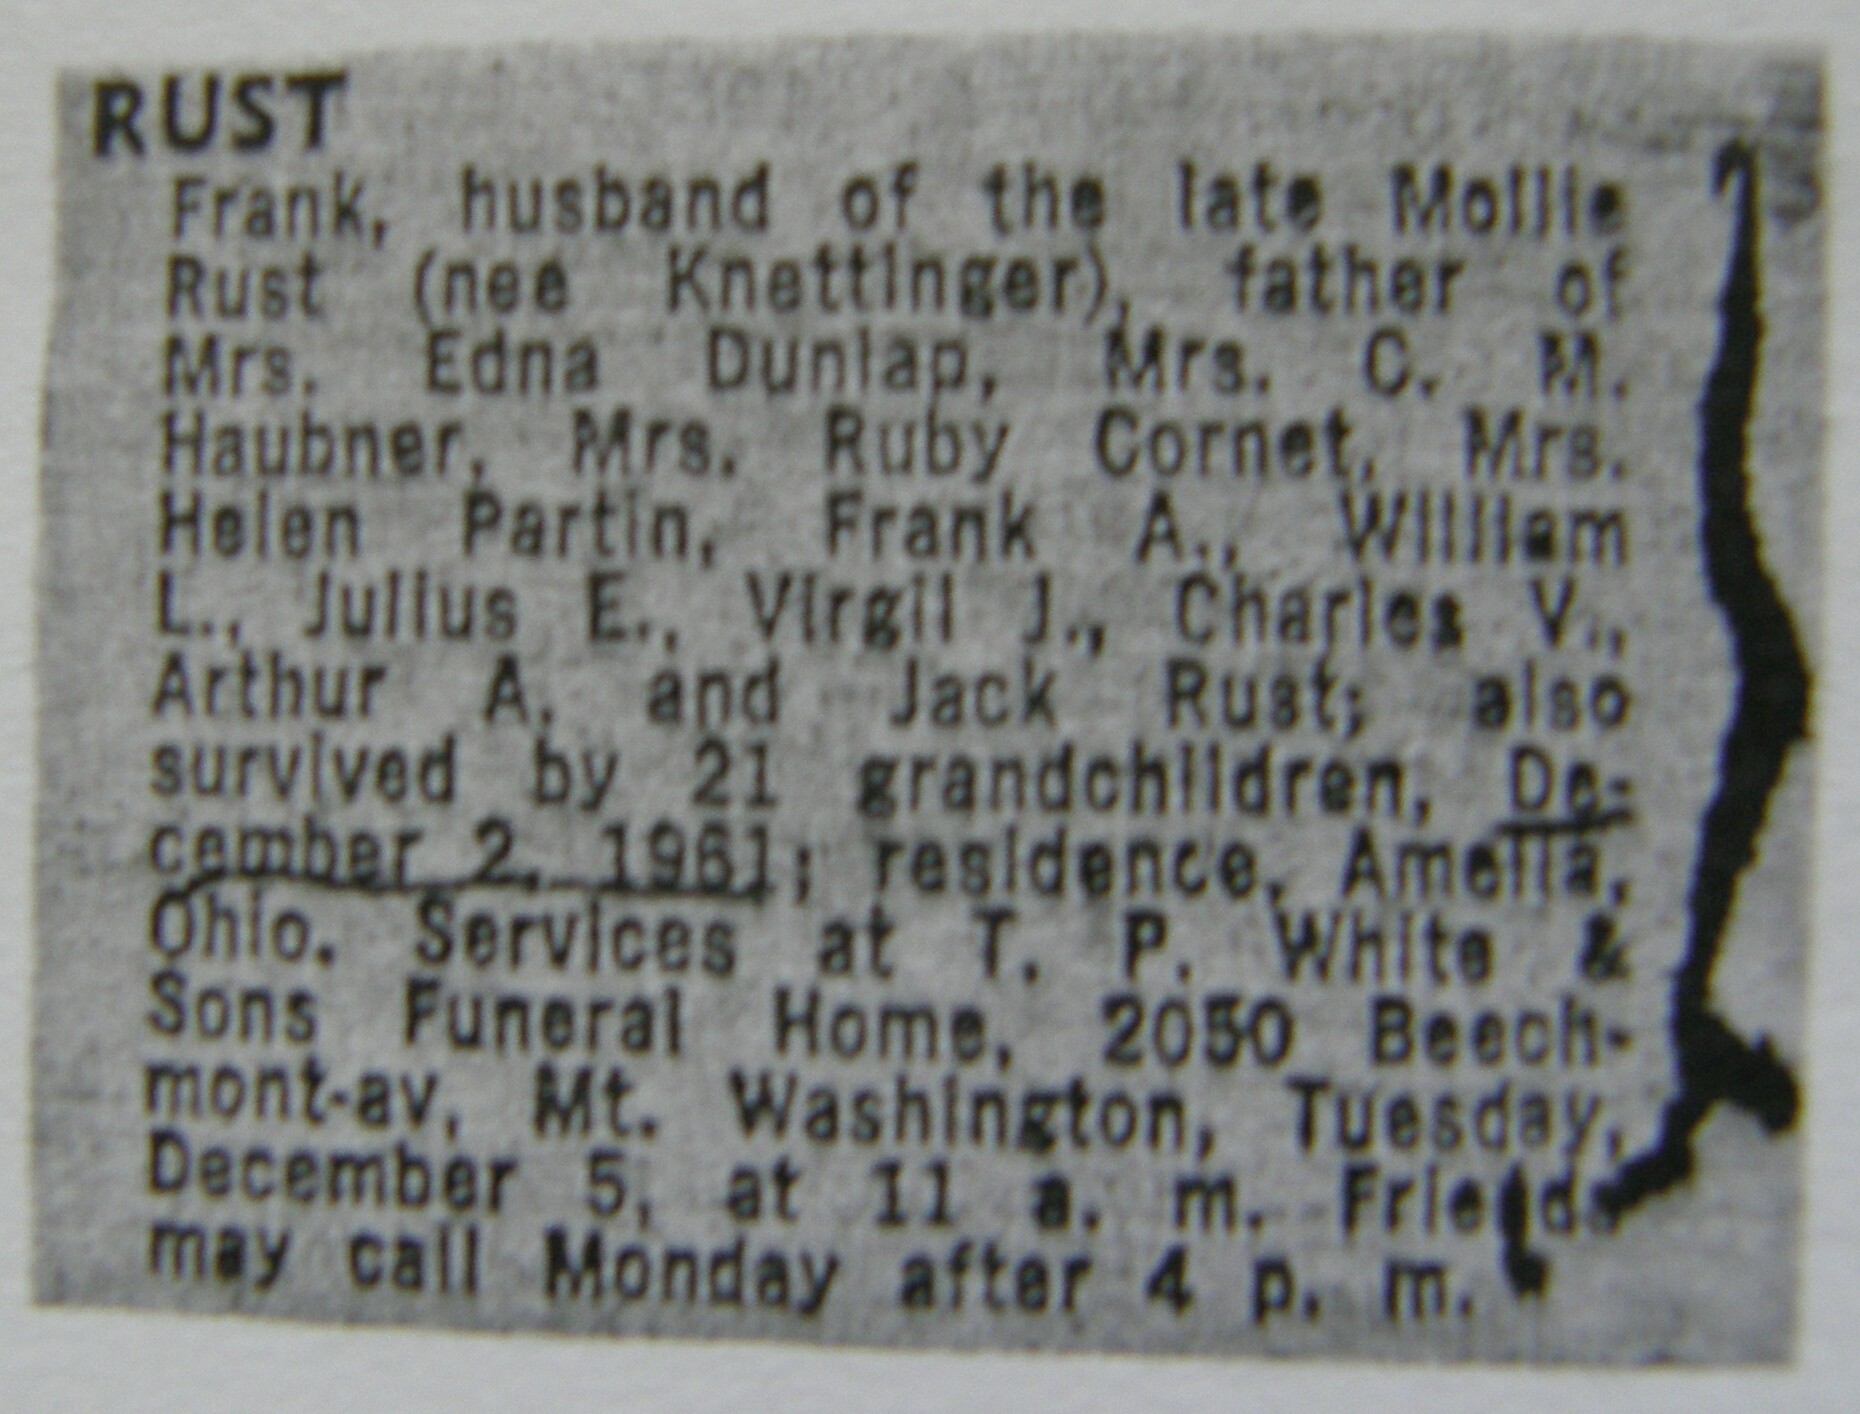 RUST
Frank, husband of the late Mollie
Rust (nee Knettinger), father of
Mrs. Edna Dunlap, Mrs. C. M.
Haubner, Mrs. Ruby Cornet, Mrs.
Helen Partin, Frank A., William
L., Julius E., Virgil J., Charles V.,
Arthur A. and Jack Rust; also
survived by 21 grandchildren, De-
cember 2, 1961; residence, Amelia,
Ohio. Services at T. P. White &
Sons Funeral Home, 2050 Beech-
mont-av, Mt. Washington, Tuesday,
December 5, at 11 a. m. Friends
may call Monday after 4 p. m.